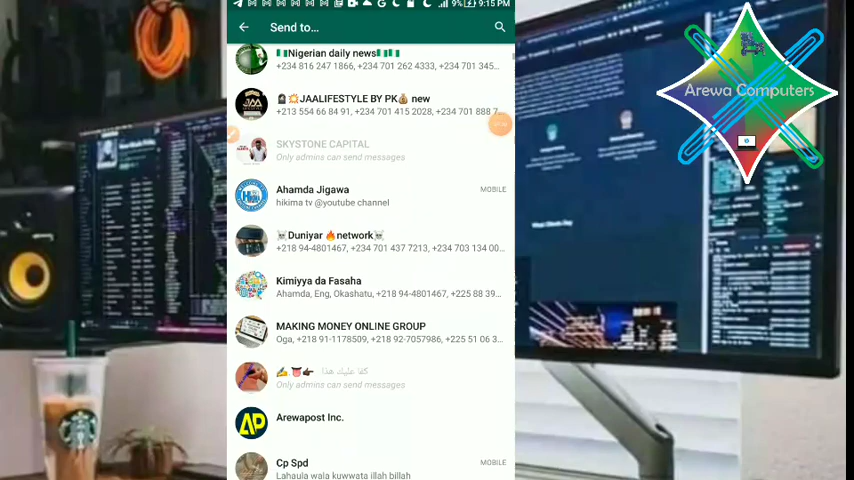 9% 9:15 PM
Send to...
Nigerian daily news
+234 816 247 1866, +234 701 262 4333, +234 701 345...
JAALIFESTYLE BY PK💰 new
+213 554 66 84 91, +234 701 415 2028, +234 701 888 7...
SKYSTONE CAPITAL
Only admins can send messages
Ahamda Jigawa MOBILE
hikima tv @youtube channel
☠Duniyar 🔥network☠
+218 94-4801467, +234 701 437 7213, +234 703 134 00...
Kimiyya da Fasaha
Ahamda, Eng, Okashatu, +218 94-4801467, +225 88 39...
MAKING MONEY ONLINE GROUP
Oga, +218 91-1178509, +218 92-7057986, +225 51 06 3...
Only admins can send messages
AP
Arewapost Inc.
Cp Spd MOBILE
Lahaula wala kuwwata illah billah
Arewa Computers